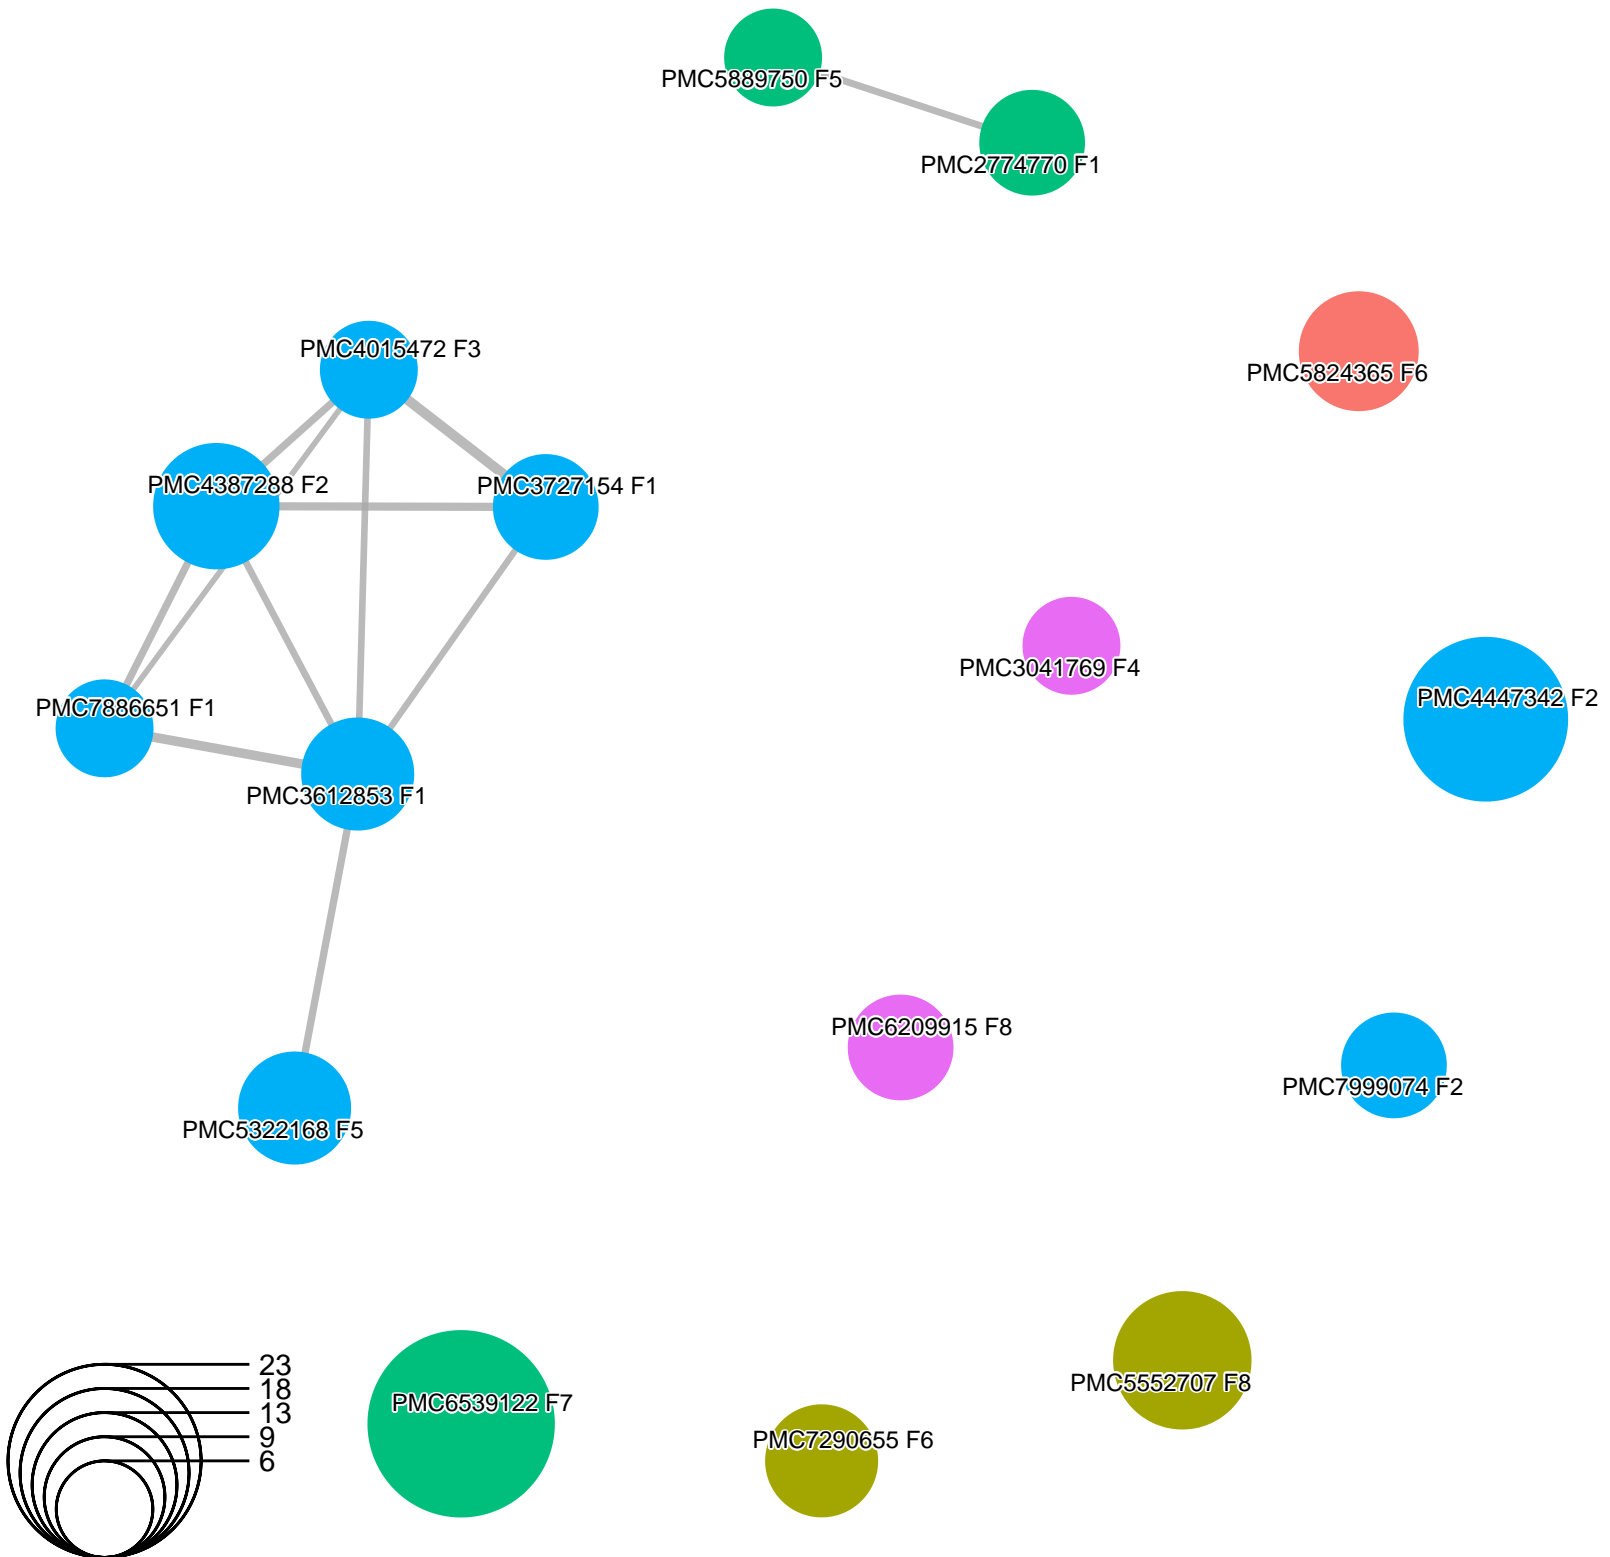 PMC5889750 F5
PMC2774770 F1
PMC4015472 F3
PMC5824365 F6
PMC4387288 F2
PMC3727154 F1
PMC3041769 F4
PMC4447342 F2
PMC7886651 F1
PMC3612853 F1
PMC6209915 F8
PMC7999074 F2
PMC5322168 F5
23
18
13
9
6
PMC6539122 F7
PMC5552707 F8
PMC7290655 F6